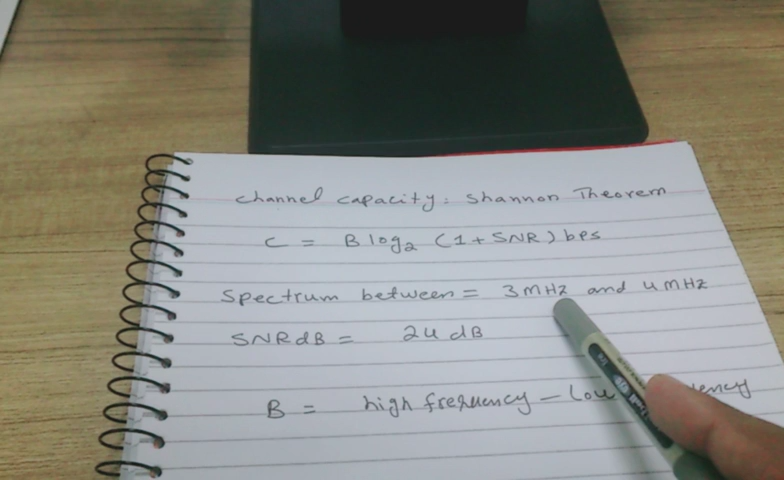 channel capacity: Shannon Theorem
C = B log2 (1+SNR) bps
Spectrum between = 3 MHz and 4 MHz
SNRdB = 24 dB
B = high frequency - Low